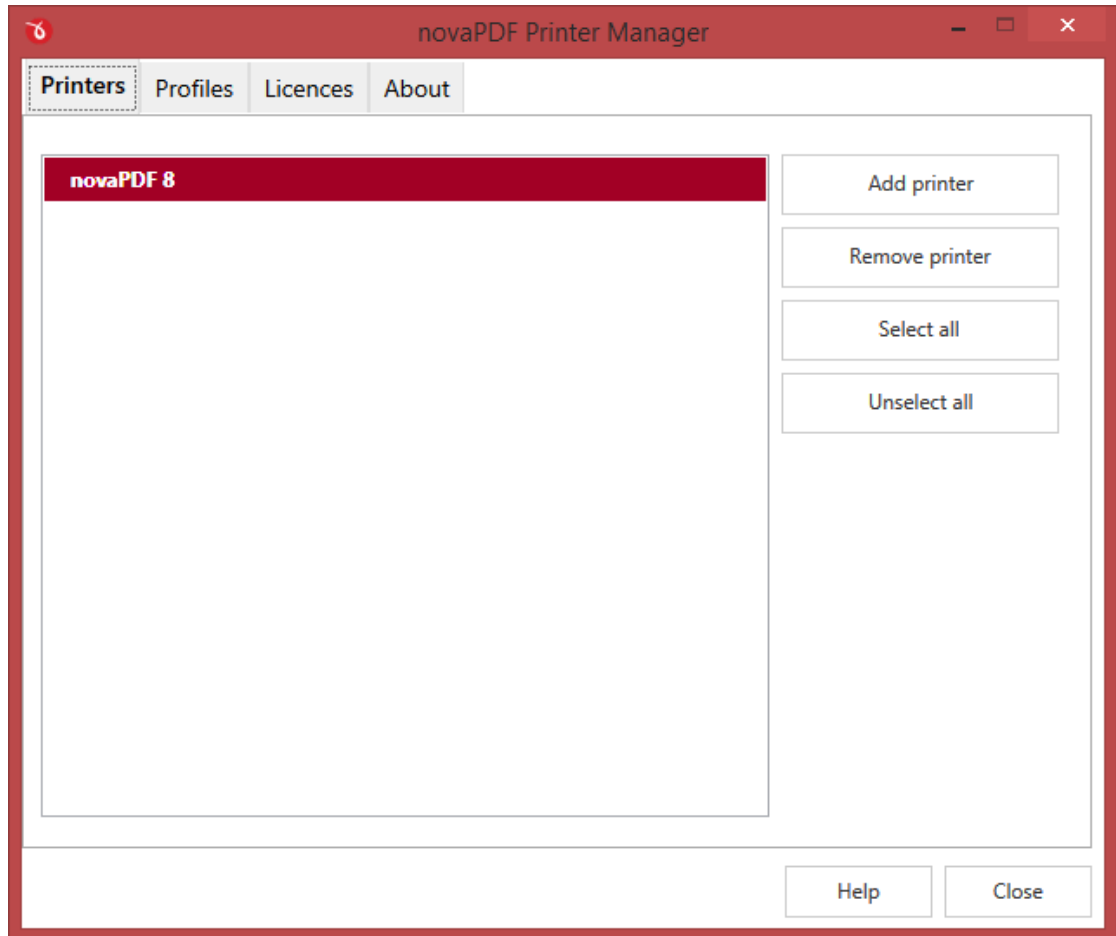 novaPDF Printer Manager
Printers Profiles Licences About
novaPDF 8
Add printer
Remove printer
Select all
Unselect all
Help Close